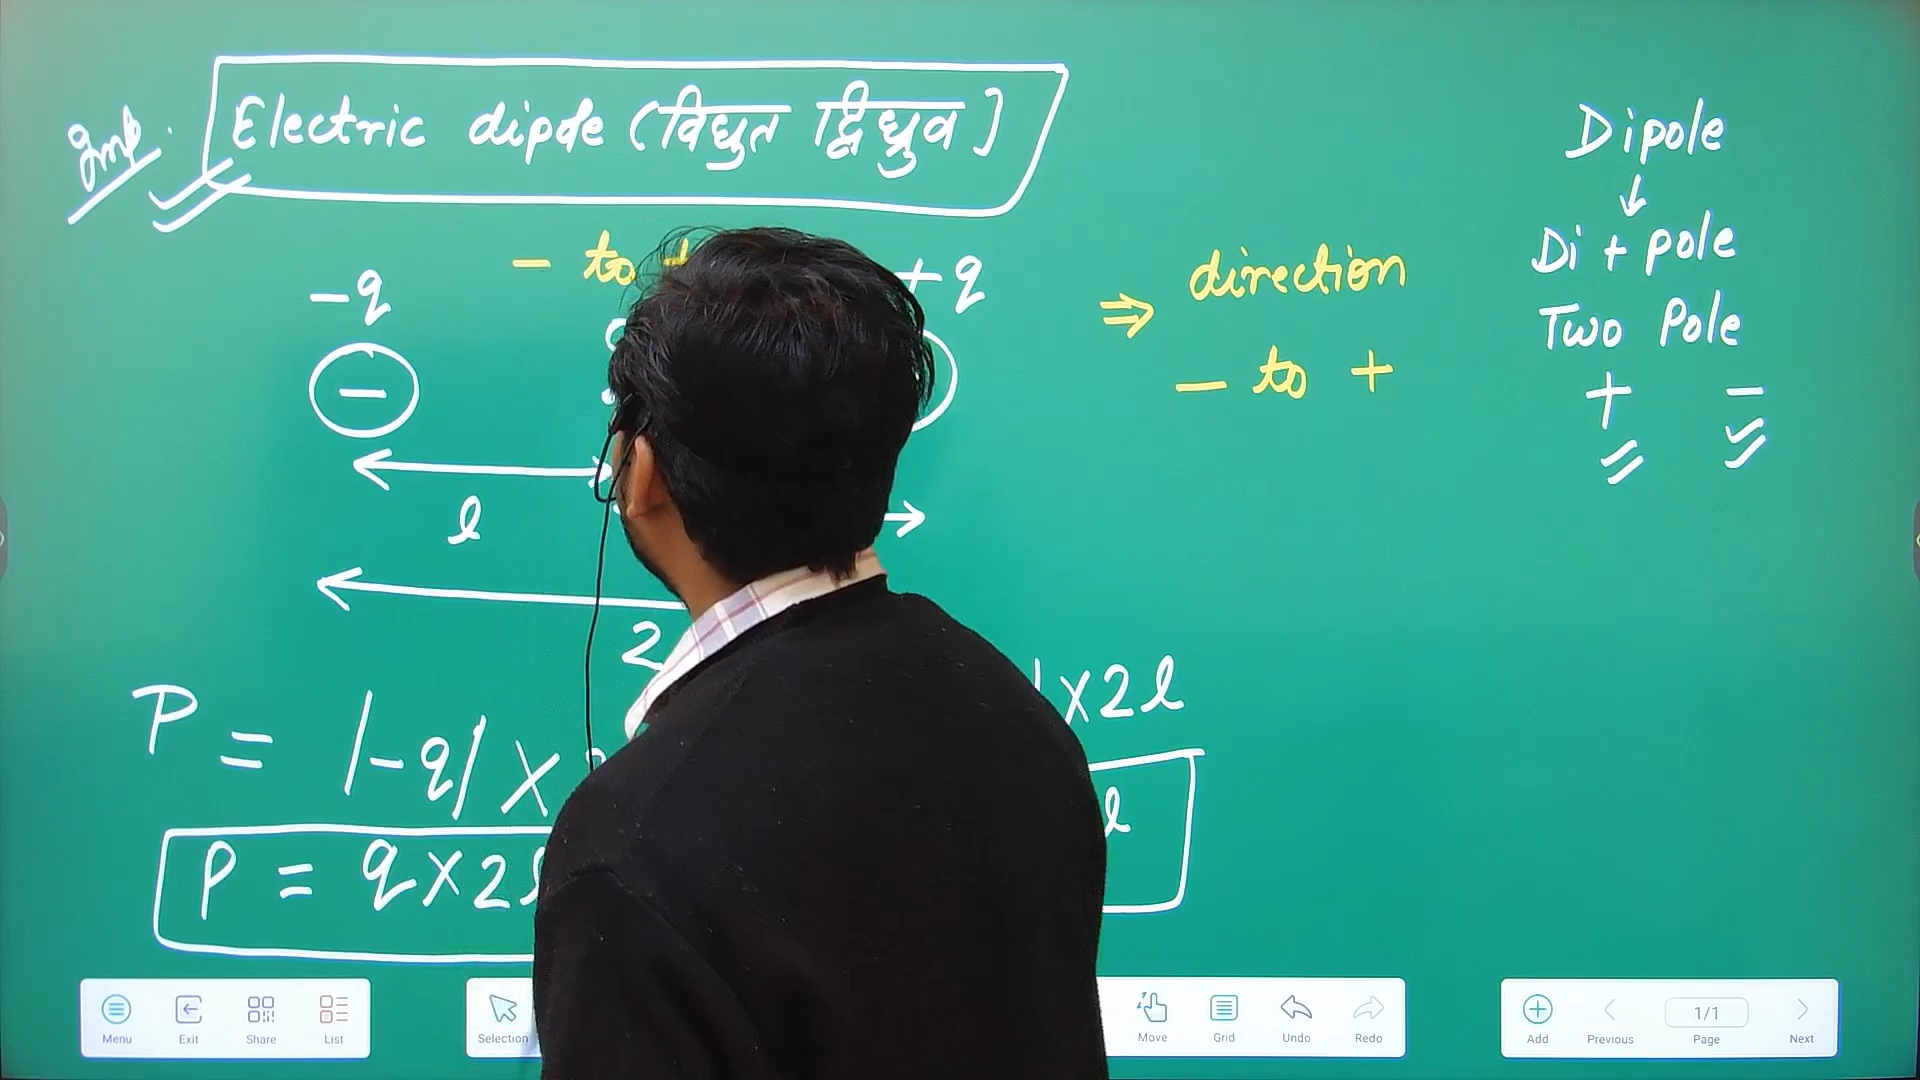 Imp.
Electric dipole (विद्युत द्विध्रुव)
- to +
-q
+q
-
l
2
P = |-q| ×
×2l
P = q×2l
l
⇒ direction
- to +
Dipole
↓
Di + pole
Two Pole
+ -
Menu Exit Share List Selection Move Grid Undo Redo Add Previous 1/1 Page Next